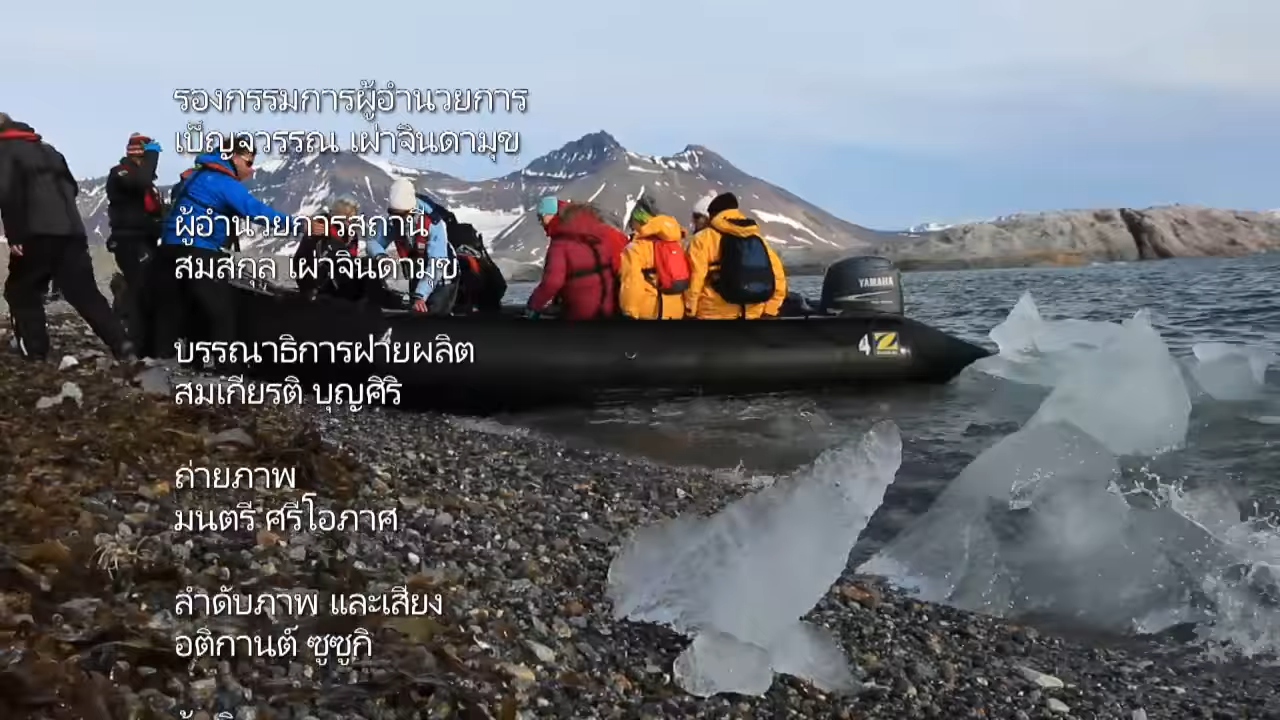 รองกรรมการผู้อำนวยการ
เบ็ญจวรรณ เผ่าจินดามุข
ผู้อำนวยการสถานี
สมสกุล เผ่าจินดามุข
บรรณาธิการฝ่ายผลิต
สมเกียรติ บุญศิริ
ถ่ายภาพ
มนตรี ศรีโอภาศ
ลำดับภาพ และเสียง
อติกานต์ ซูซูกิ
YAMAHA
4